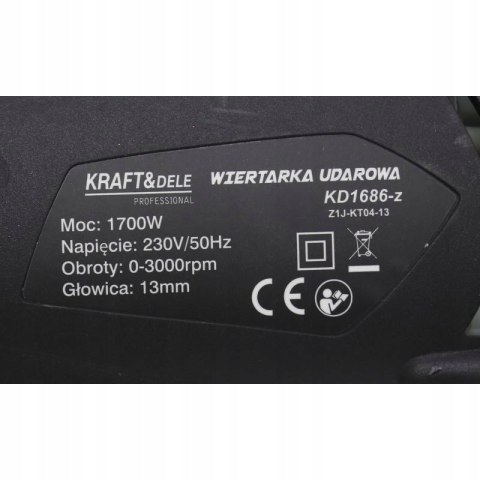 KRAFT&DELE
PROFESSIONAL
WIERTARKA UDAROWA
KD1686-z
Z1J-KT04-13
Moc: 1700W
Napięcie: 230V/50Hz
Obroty: 0-3000rpm
Głowica: 13mm
CE